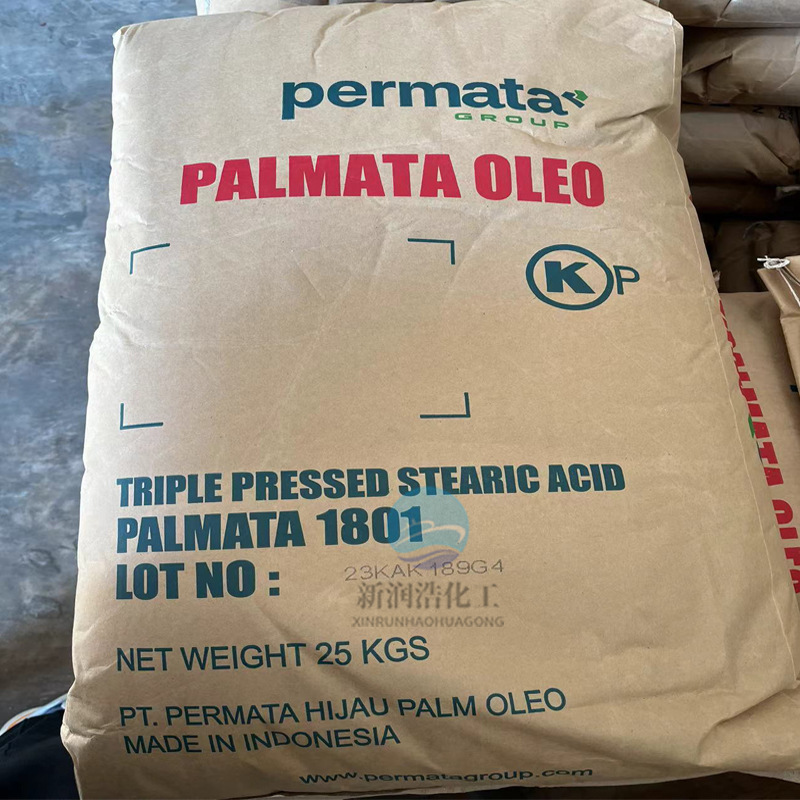 permata
GROUP
PALMATA OLEO
K P
TRIPLE PRESSED STEARIC ACID
PALMATA 1801
LOT NO :
23KAK 189G4
新润浩化工
XINRUNHAOHUAGONG
NET WEIGHT 25 KGS
PT. PERMATA HIJAU PALM OLEO
MADE IN INDONESIA
www.permatagroup.com